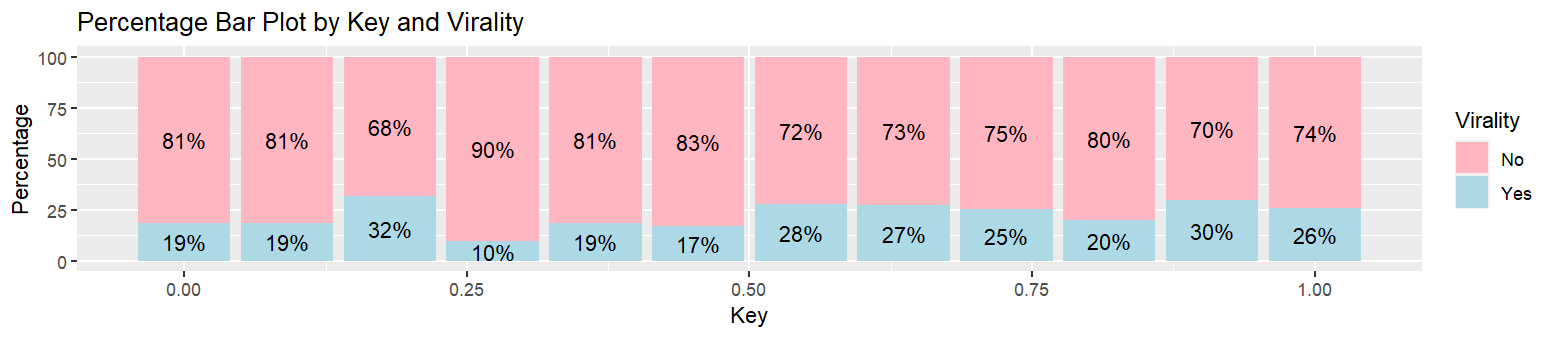 Percentage Bar Plot by Key and Virality
Percentage
100
75
50
25
0
81% 81% 68% 90% 81% 83% 72% 73% 75% 80% 70% 74%
19% 19% 32% 10% 19% 17% 28% 27% 25% 20% 30% 26%
0.00 0.25 0.50 0.75 1.00
Key
Virality
No
Yes